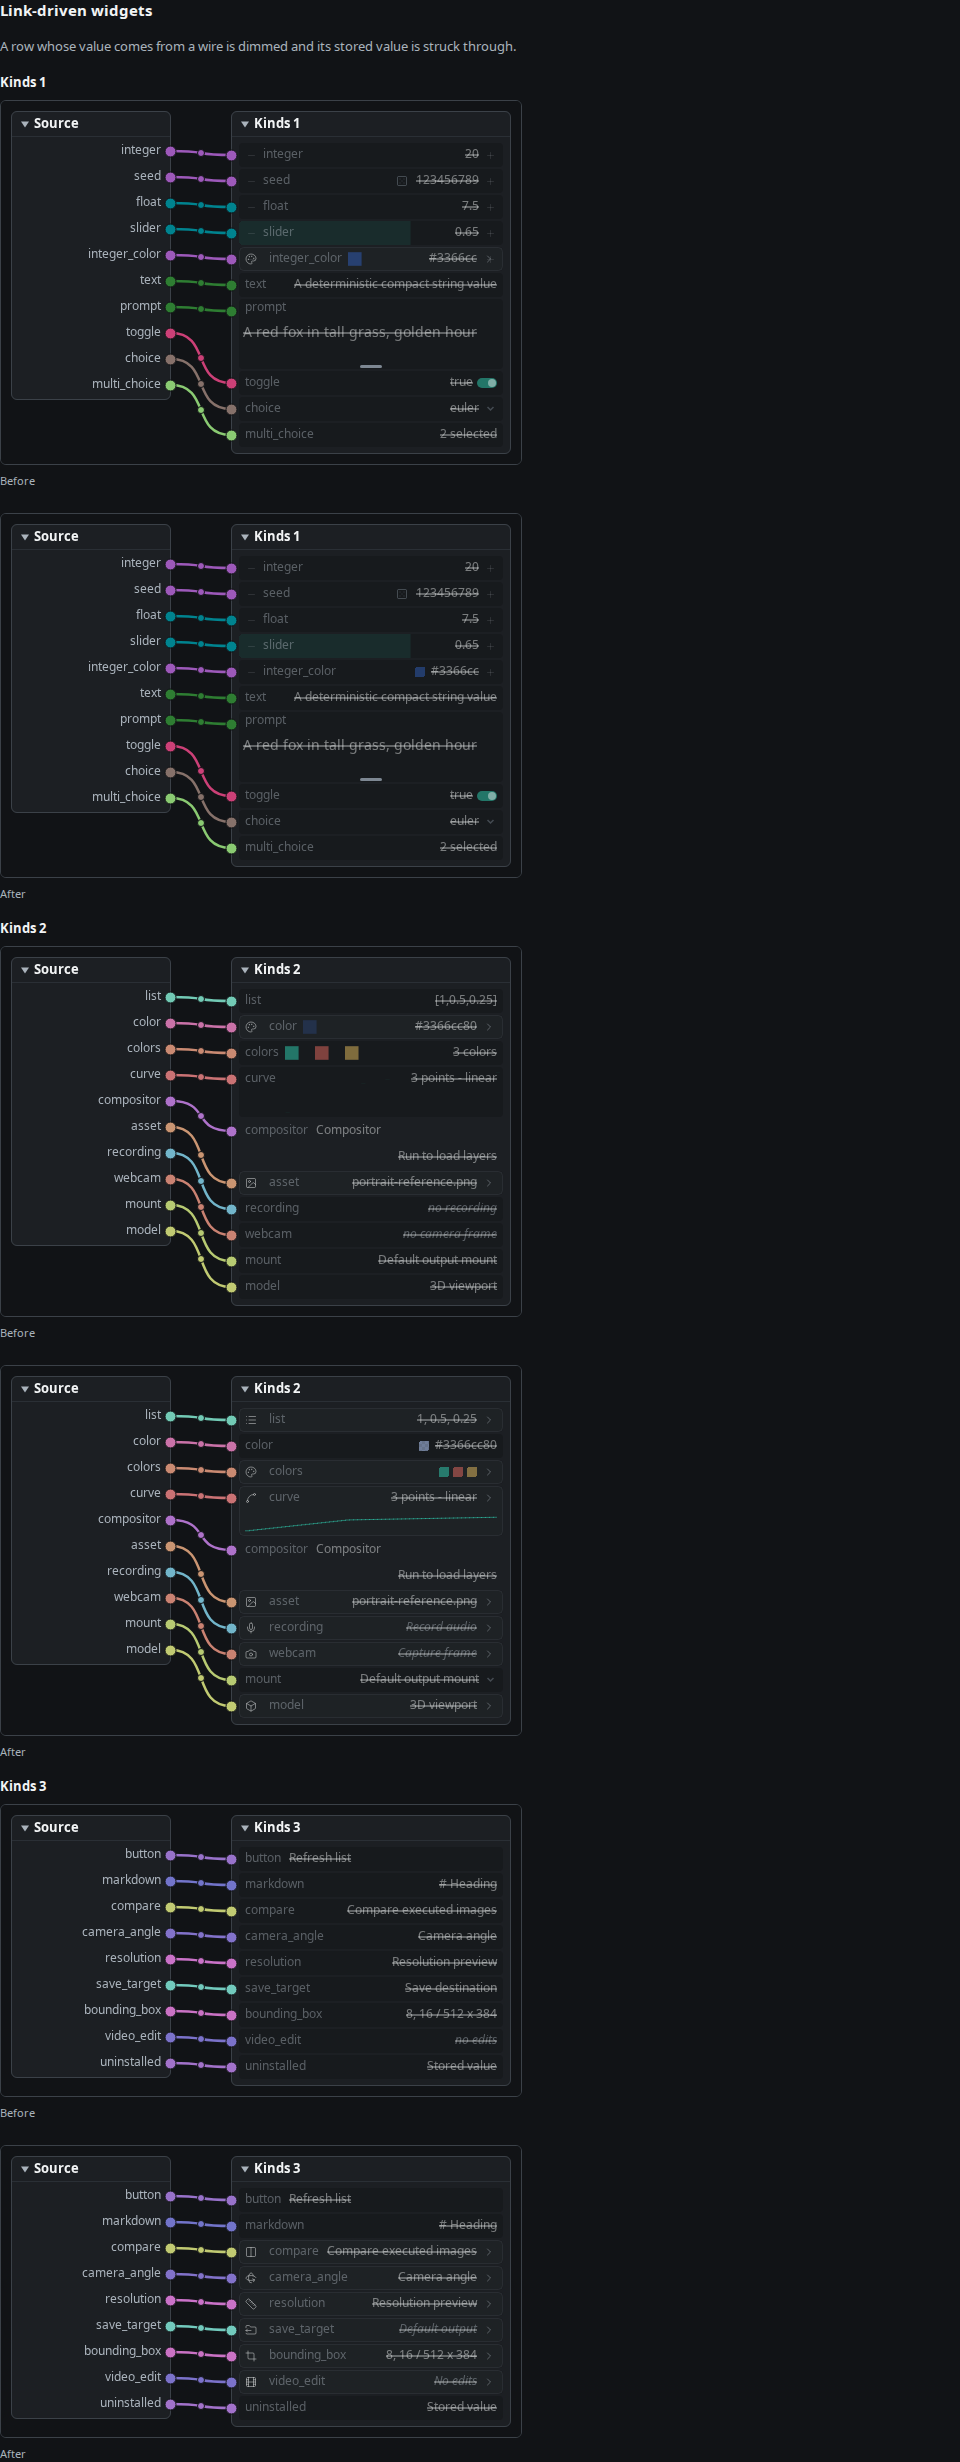 Link-driven widgets
A row whose value comes from a wire is dimmed and its stored value is struck through.
Kinds 1
Source
Kinds 1
integer
integer 20
seed
seed 123456789
float
float 7.5
slider
slider 0.65
integer_color
integer_color #3366cc
text
text A deterministic compact string value
prompt
prompt
A red fox in tall grass, golden hour
toggle
toggle true
choice
choice euler
multi_choice
multi_choice 2 selected
Before
Source
Kinds 1
integer
integer 20
seed
seed 123456789
float
float 7.5
slider
slider 0.65
integer_color
integer_color #3366cc
text
text A deterministic compact string value
prompt
prompt
A red fox in tall grass, golden hour
toggle
toggle true
choice
choice euler
multi_choice
multi_choice 2 selected
After
Kinds 2
Source
Kinds 2
list
list [1,0.5,0.25]
color
color #3366cc80
colors
colors 3 colors
curve
curve 3 points - linear
compositor
compositor Compositor
Run to load layers
asset
asset portrait-reference.png
recording
recording no recording
webcam
webcam no camera frame
mount
mount Default output mount
model
model 3D viewport
Before
Source
Kinds 2
list
list 1, 0.5, 0.25
color
color #3366cc80
colors
colors
curve
curve 3 points - linear
compositor
compositor Compositor
Run to load layers
asset
asset portrait-reference.png
recording
recording Record audio
webcam
webcam Capture frame
mount
mount Default output mount
model
model 3D viewport
After
Kinds 3
Source
Kinds 3
button
button Refresh list
markdown
markdown # Heading
compare
compare Compare executed images
camera_angle
camera_angle Camera angle
resolution
resolution Resolution preview
save_target
save_target Save destination
bounding_box
bounding_box 8, 16 / 512 x 384
video_edit
video_edit no edits
uninstalled
uninstalled Stored value
Before
Source
Kinds 3
button
button Refresh list
markdown
markdown # Heading
compare
compare Compare executed images
camera_angle
camera_angle Camera angle
resolution
resolution Resolution preview
save_target
save_target Default output
bounding_box
bounding_box 8, 16 / 512 x 384
video_edit
video_edit No edits
uninstalled
uninstalled Stored value
After